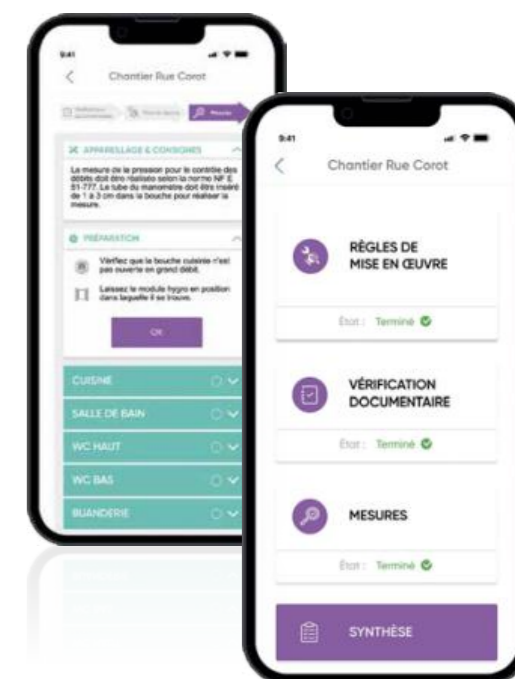 9:41
Chantier Rue Corot
Mesures
APPAREILLAGE & CONSIGNES
La mesure de la pression pour le contrôle des
débits doit être réalisée selon la norme NF E
51-777. Le tube du manomètre doit être inséré
de 1 à 3 cm dans la bouche pour réaliser la
mesure.
PRÉPARATION
Vérifiez que la bouche cuisine n'est
pas ouverte en grand débit.
Laissez le module hygro en position
dans laquelle il se trouve.
OK
CUISINE
SALLE DE BAIN
WC HAUT
WC BAS
BUANDERIE
9:41
Chantier Rue Corot
RÈGLES DE
MISE EN ŒUVRE
État : Terminé
VÉRIFICATION
DOCUMENTAIRE
État : Terminé
MESURES
État : Terminé
SYNTHÈSE